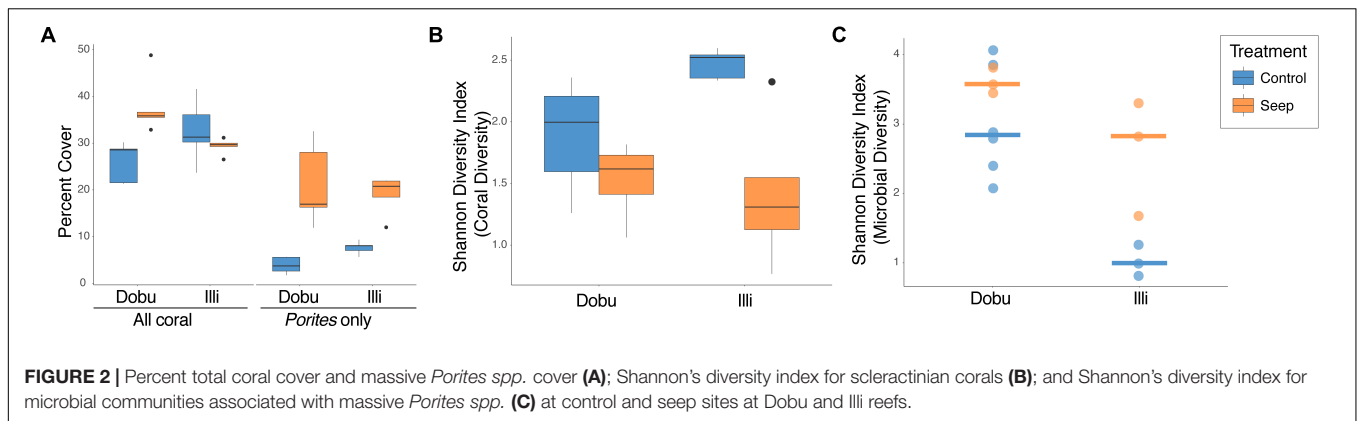 A
Percent Cover
50
40
30
20
10
0
Dobu Illi Dobu Illi
All coral Porites only
B
Shannon Diversity Index
(Coral Diversity)
2.5
2.0
1.5
1.0
Dobu Illi
C
Shannon Diversity Index
(Microbial Diversity)
4
3
2
1
Dobu Illi
Treatment
Control
Seep
FIGURE 2 | Percent total coral cover and massive Porites spp. cover (A); Shannon's diversity index for scleractinian corals (B); and Shannon's diversity index for
microbial communities associated with massive Porites spp. (C) at control and seep sites at Dobu and Illi reefs.